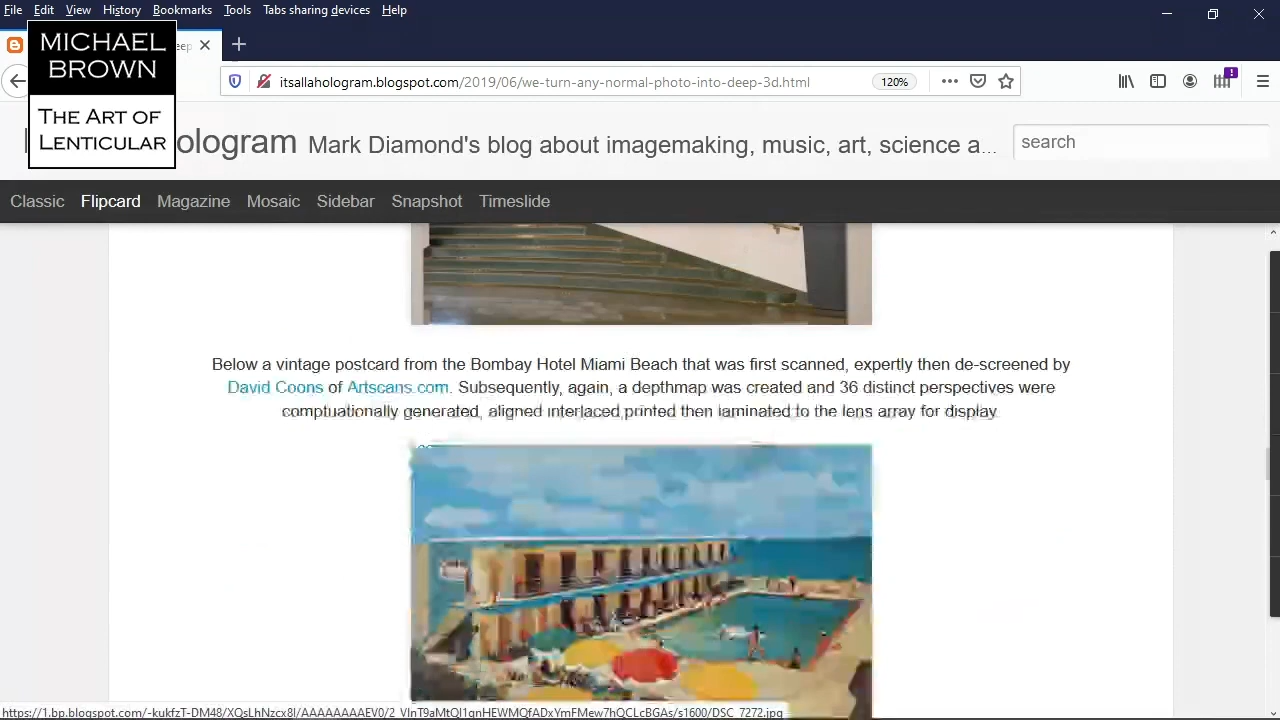 File Edit View History Bookmarks Tools Tabs sharing devices Help
MICHAEL
BROWN
The Art of
Lenticular
itsallahologram.blogspot.com/2019/06/we-turn-any-normal-photo-into-deep-3d.html 120%
ologram Mark Diamond's blog about imagemaking, music, art, science a... search
Classic Flipcard Magazine Mosaic Sidebar Snapshot Timeslide
Below a vintage postcard from the Bombay Hotel Miami Beach that was first scanned, expertly then de-screened by
David Coons of Artscans.com. Subsequently, again, a depthmap was created and 36 distinct perspectives were
comptuationally generated, aligned interlaced,printed then laminated to the lens array for display